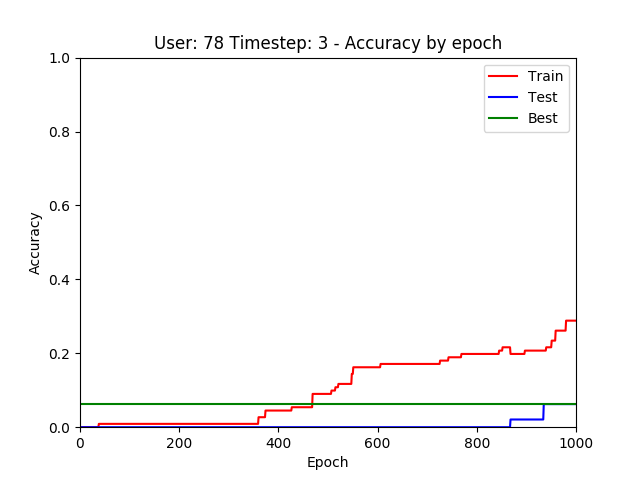 User: 78 Timestep: 3 - Accuracy by epoch
1.0
0.8
0.6
0.4
0.2
0.0
Accuracy
Train
Test
Best
0 200 400 600 800 1000
Epoch